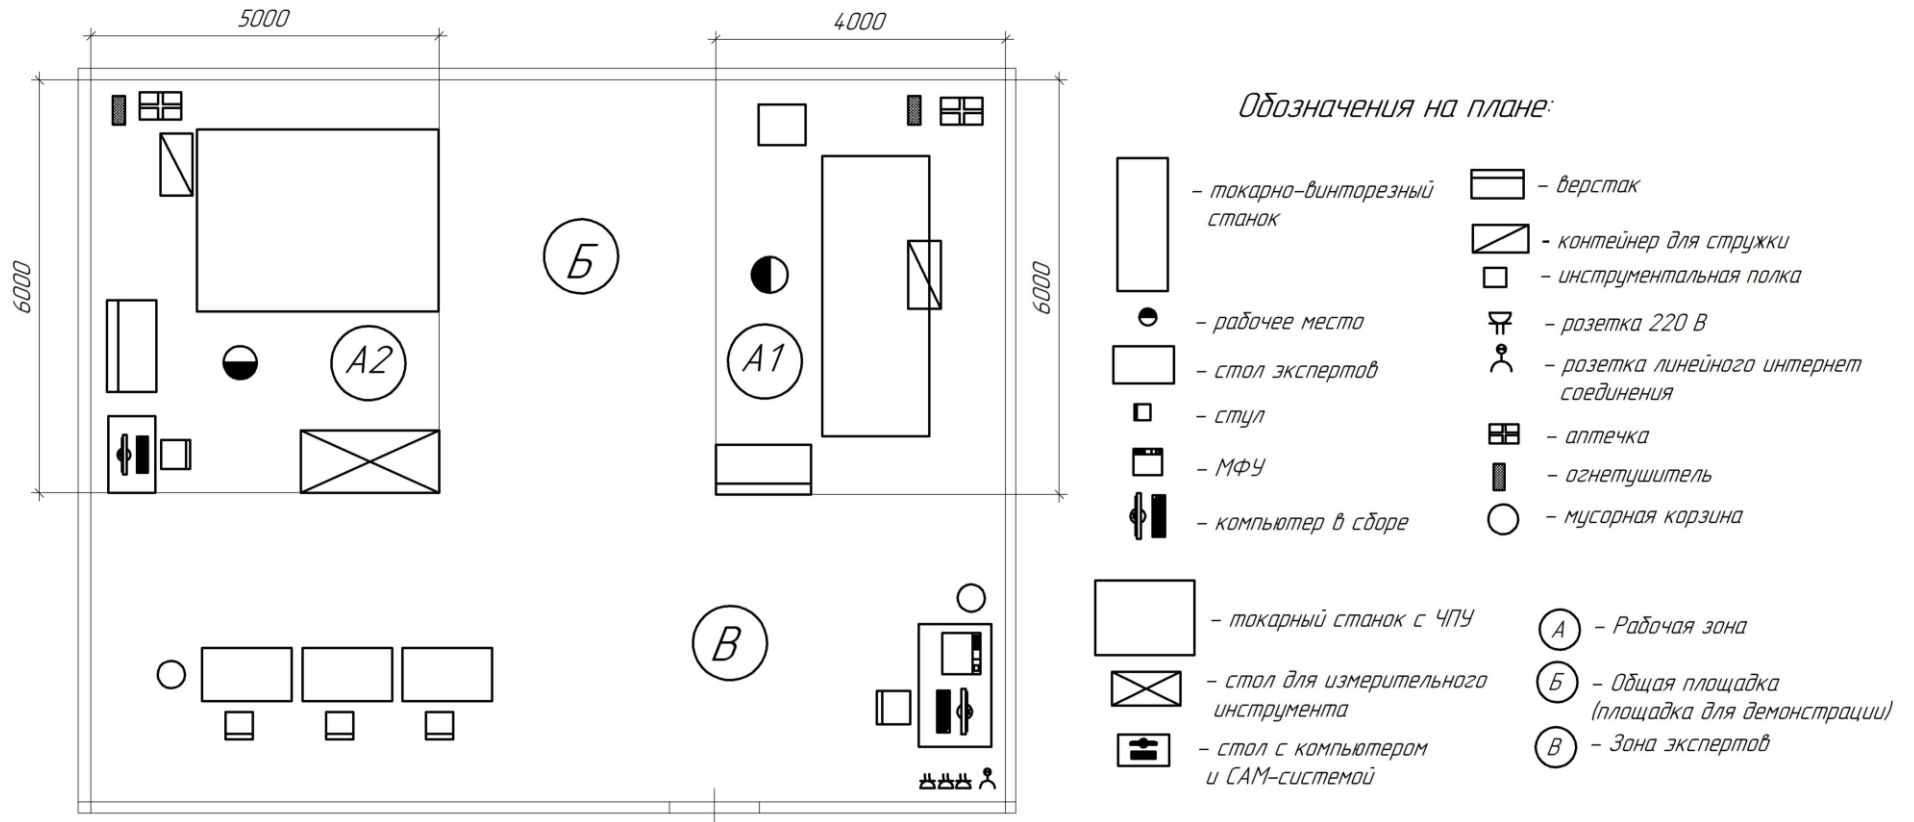 5000
4000
6000
6000
Б
А2
А1
В
Обозначения на плане:
– токарно-винторезный
станок
– рабочее место
– стол экспертов
– стул
– МФУ
– компьютер в сборе
– токарный станок с ЧПУ
– стол для измерительного
инструмента
– стол с компьютером
и САМ-системой
– верстак
- контейнер для стружки
– инструментальная полка
– розетка 220 В
– розетка линейного интернет
соединения
– аптечка
– огнетушитель
– мусорная корзина
А – Рабочая зона
Б – Общая площадка
(площадка для демонстрации)
В – Зона экспертов